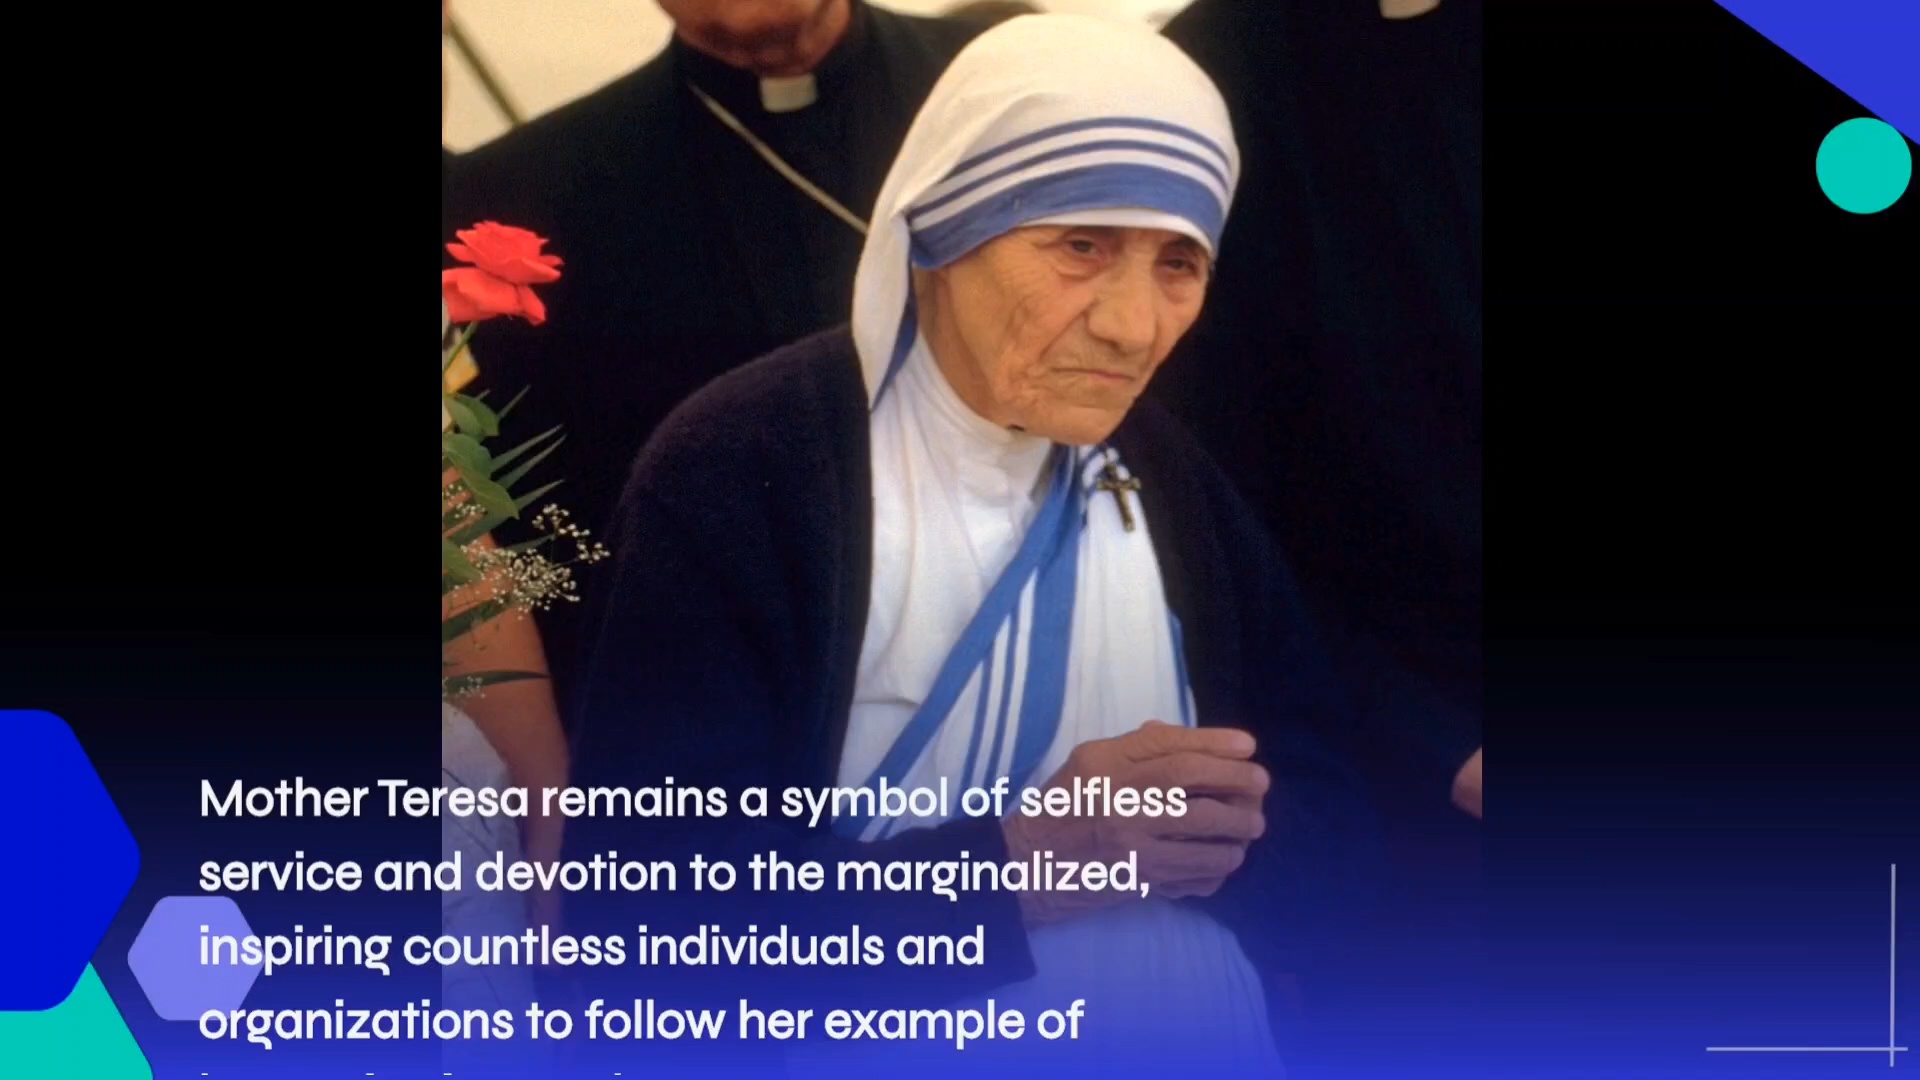 Mother Teresa remains a symbol of selfless
service and devotion to the marginalized,
inspiring countless individuals and
organizations to follow her example of